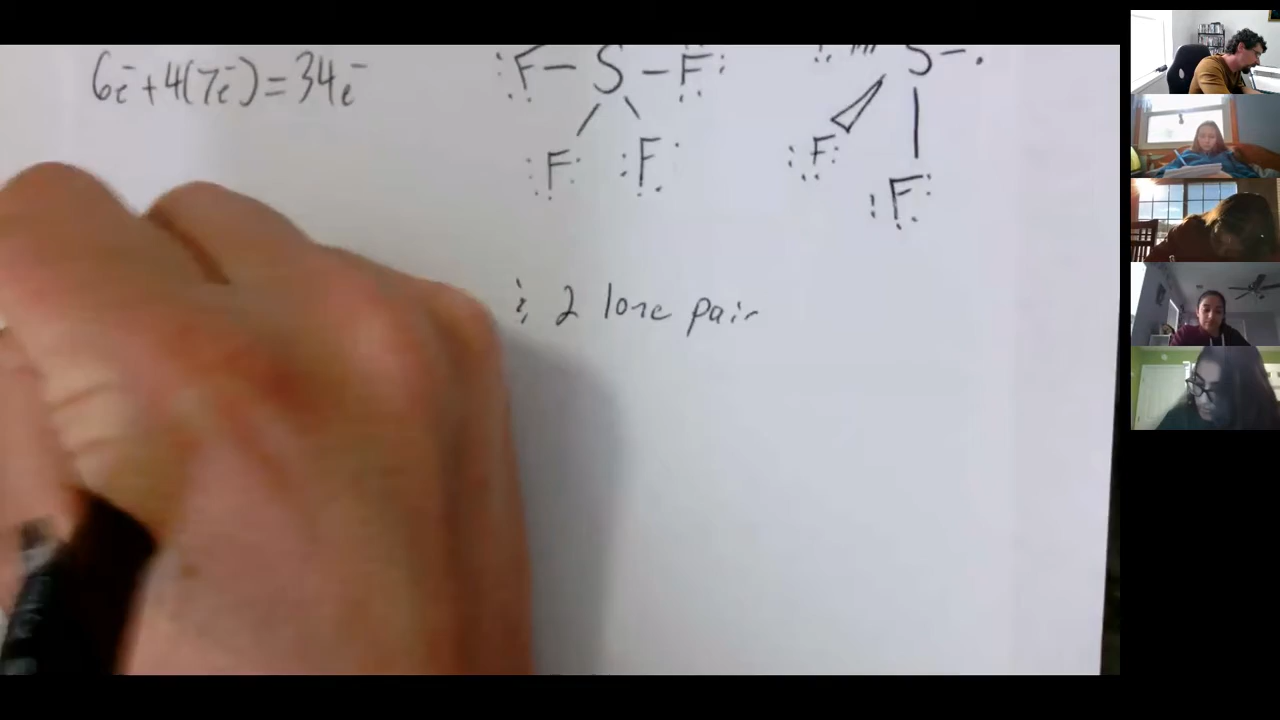 6e⁻ + 4(7e⁻) = 34e⁻
F — S — F
F F
S
F
F
; 2 lone pair